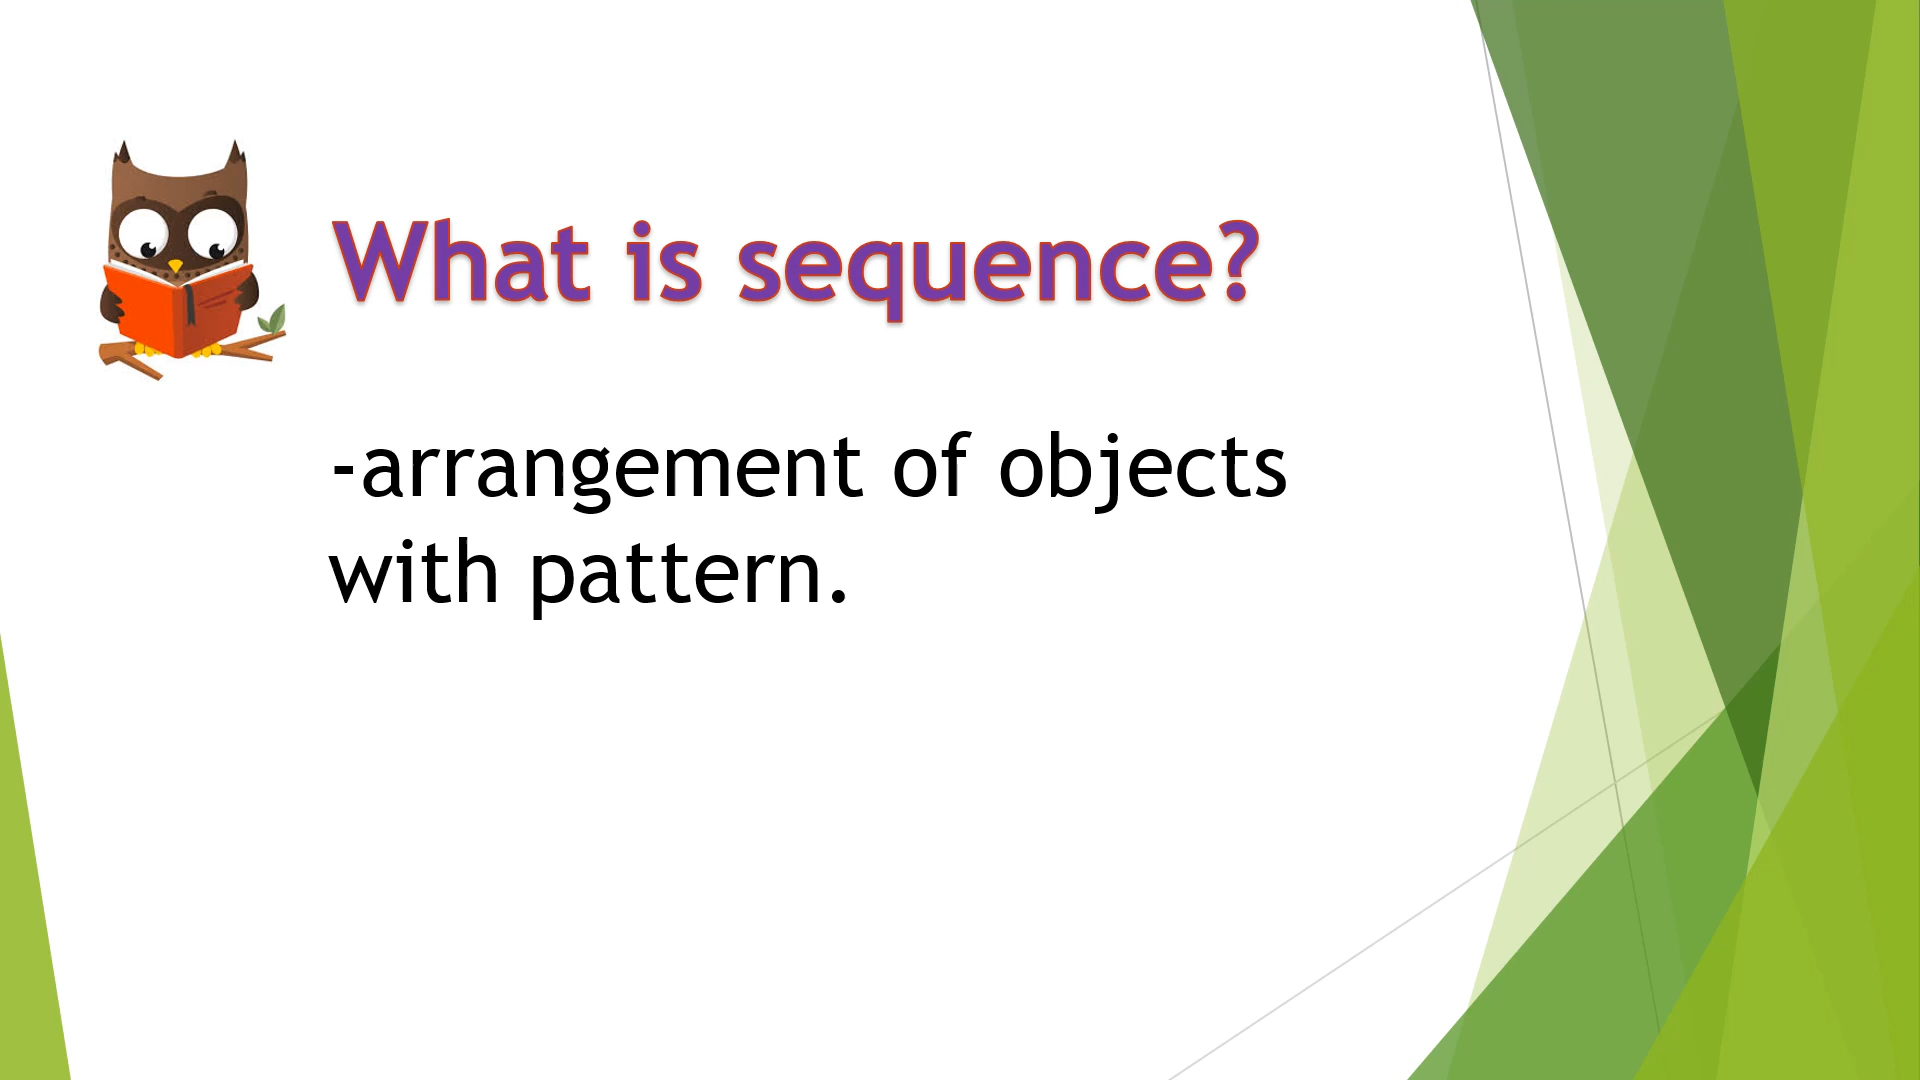 What is sequence?
-arrangement of objects
with pattern.